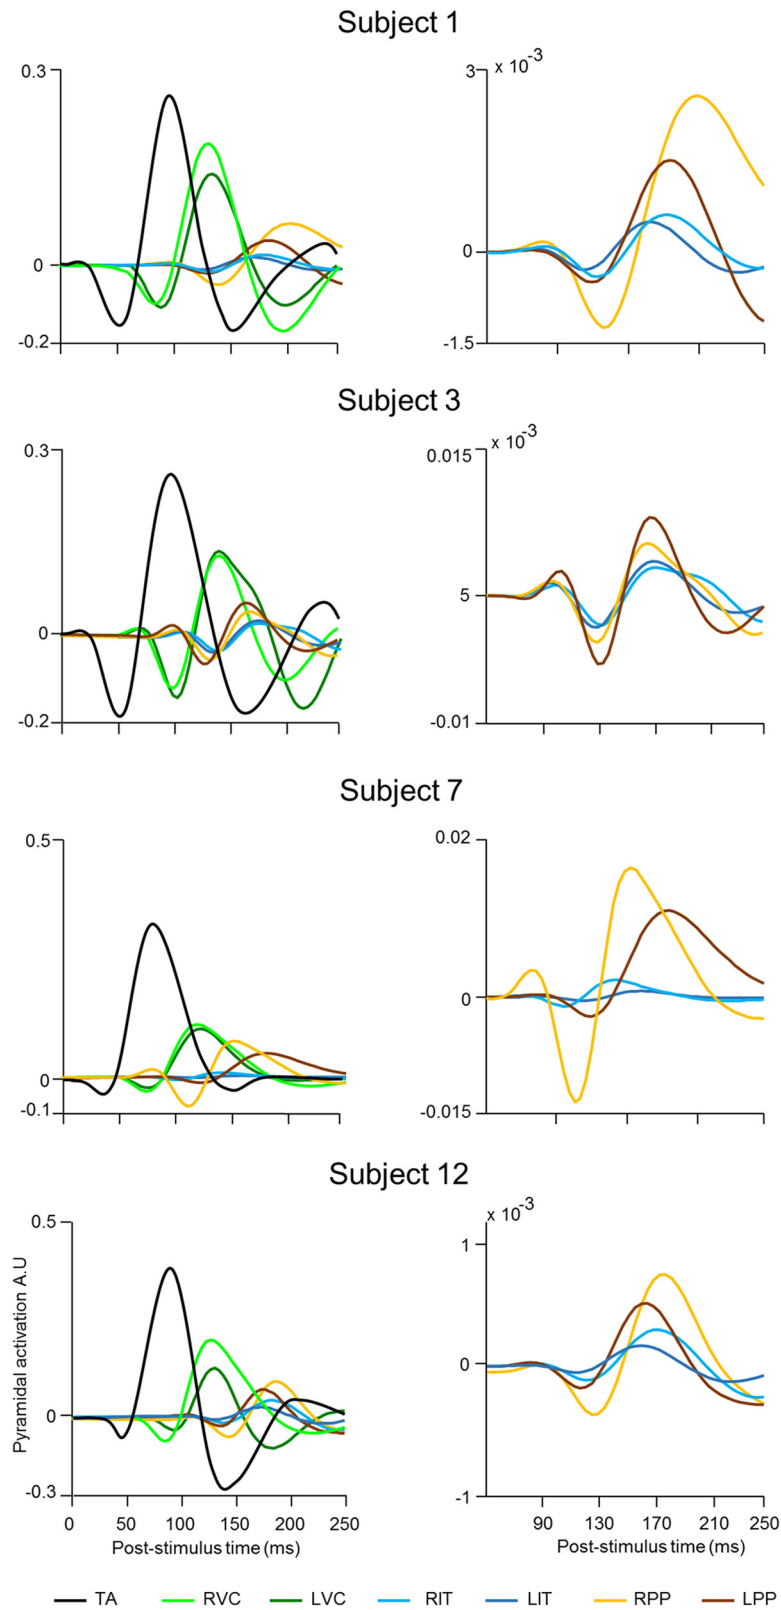 Subject 1
0.3
0
-0.2
3
x 10-3
0
-1.5
Subject 3
0.3
0
-0.2
0.015
x 10-3
5
-0.01
Subject 7
0.5
0
-0.1
0.02
0
-0.015
Subject 12
0.5
0
-0.3
Pyramidal activation A.U
0 50 100 150 200 250
Post-stimulus time (ms)
x 10-3
1
0
-1
90 130 170 210 250
Post-stimulus time (ms)
TA RVC LVC RIT LIT RPP LPP